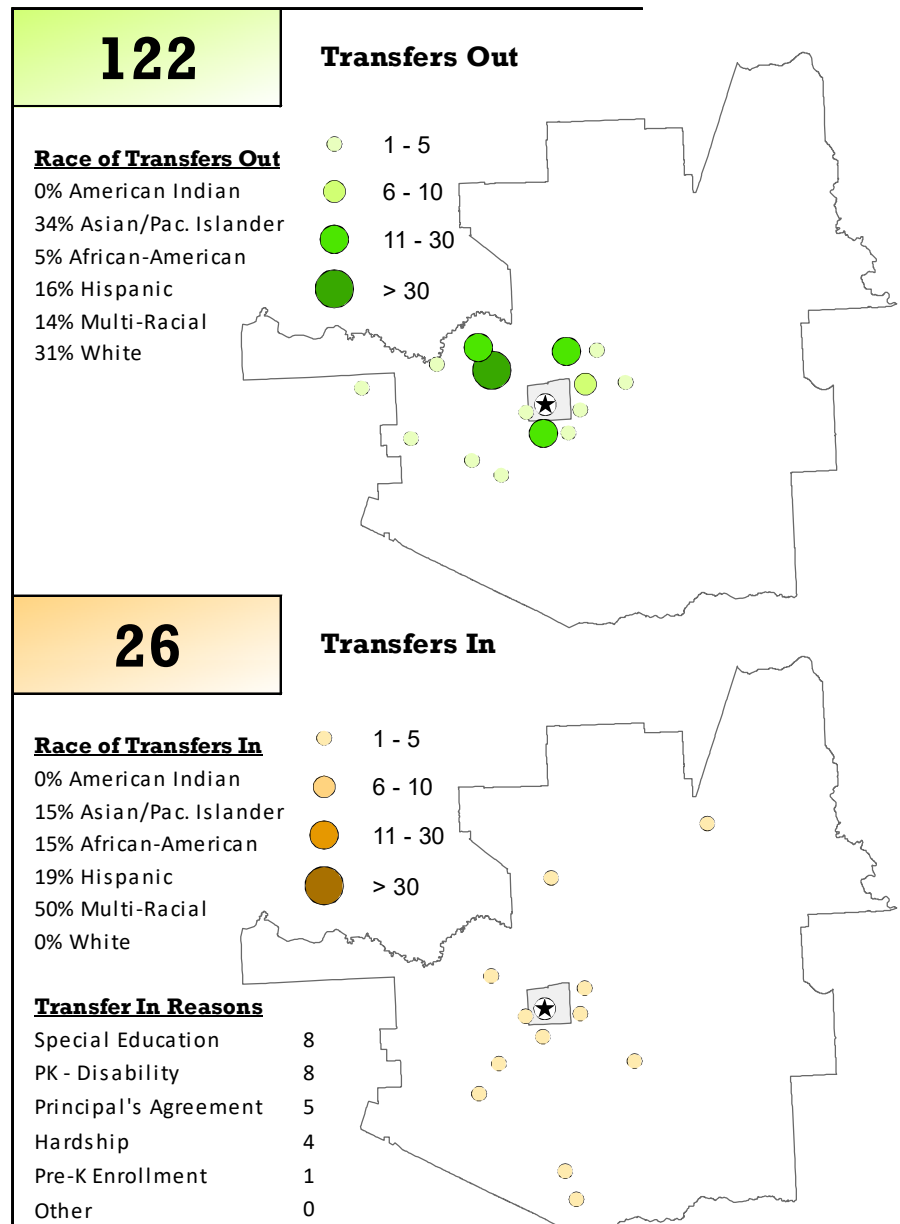 122
Transfers Out
Race of Transfers Out
0% American Indian
34% Asian/Pac. Islander
5% African-American
16% Hispanic
14% Multi-Racial
31% White
1 - 5
6 - 10
11 - 30
> 30
26
Transfers In
Race of Transfers In
0% American Indian
15% Asian/Pac. Islander
15% African-American
19% Hispanic
50% Multi-Racial
0% White
1 - 5
6 - 10
11 - 30
> 30
Transfer In Reasons
Special Education 8
PK - Disability 8
Principal's Agreement 5
Hardship 4
Pre-K Enrollment 1
Other 0